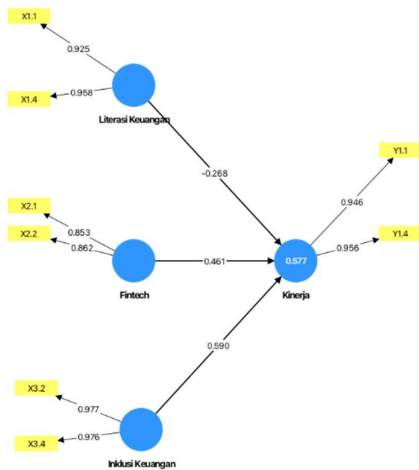 X1.1
0.925
X1.4
0.958
Literasi Keuangan
-0.268
Y1.1
0.946
X2.1
0.853
X2.2
0.862
Y1.4
0.956
0.461
0.577
Fintech
Kinerja
0.590
X3.2
0.977
X3.4
0.976
Inklusi Keuangan